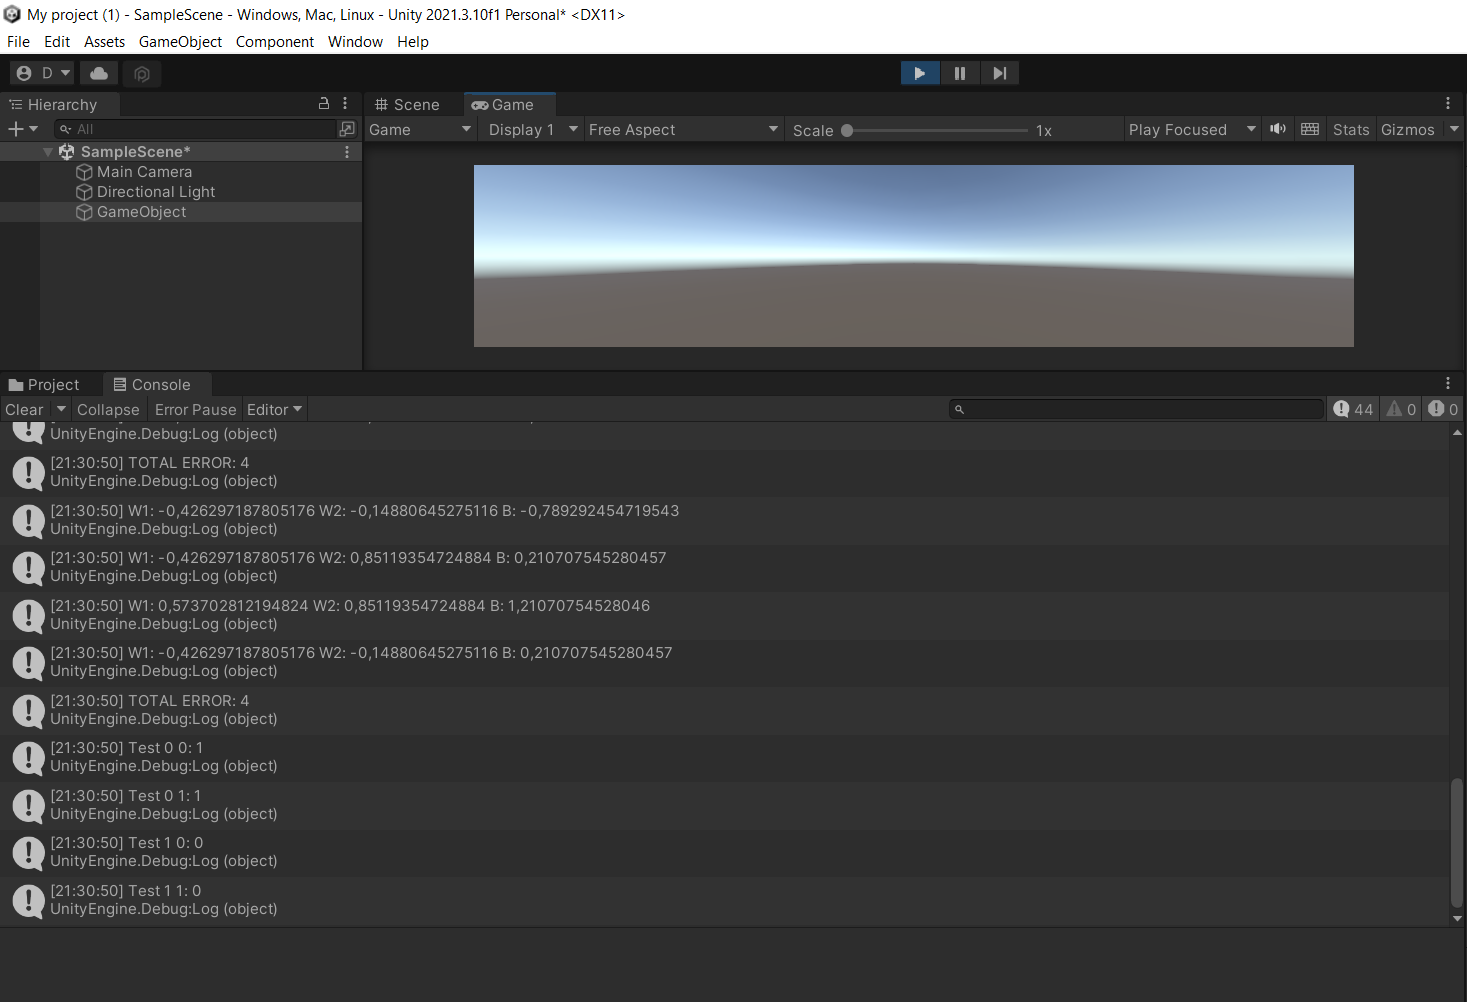 My project (1) - SampleScene - Windows, Mac, Linux - Unity 2021.3.10f1 Personal* <DX11>
File Edit Assets GameObject Component Window Help
D
Hierarchy
Scene Game
All
Game Display 1 Free Aspect Scale 1x Play Focused Stats Gizmos
SampleScene*
Main Camera
Directional Light
GameObject
Project Console
Clear Collapse Error Pause Editor 44 0 0
UnityEngine.Debug:Log (object)
[21:30:50] TOTAL ERROR: 4
UnityEngine.Debug:Log (object)
[21:30:50] W1: -0,426297187805176 W2: -0,14880645275116 B: -0,789292454719543
UnityEngine.Debug:Log (object)
[21:30:50] W1: -0,426297187805176 W2: 0,85119354724884 B: 0,210707545280457
UnityEngine.Debug:Log (object)
[21:30:50] W1: 0,573702812194824 W2: 0,85119354724884 B: 1,21070754528046
UnityEngine.Debug:Log (object)
[21:30:50] W1: -0,426297187805176 W2: -0,14880645275116 B: 0,210707545280457
UnityEngine.Debug:Log (object)
[21:30:50] TOTAL ERROR: 4
UnityEngine.Debug:Log (object)
[21:30:50] Test 0 0: 1
UnityEngine.Debug:Log (object)
[21:30:50] Test 0 1: 1
UnityEngine.Debug:Log (object)
[21:30:50] Test 1 0: 0
UnityEngine.Debug:Log (object)
[21:30:50] Test 1 1: 0
UnityEngine.Debug:Log (object)